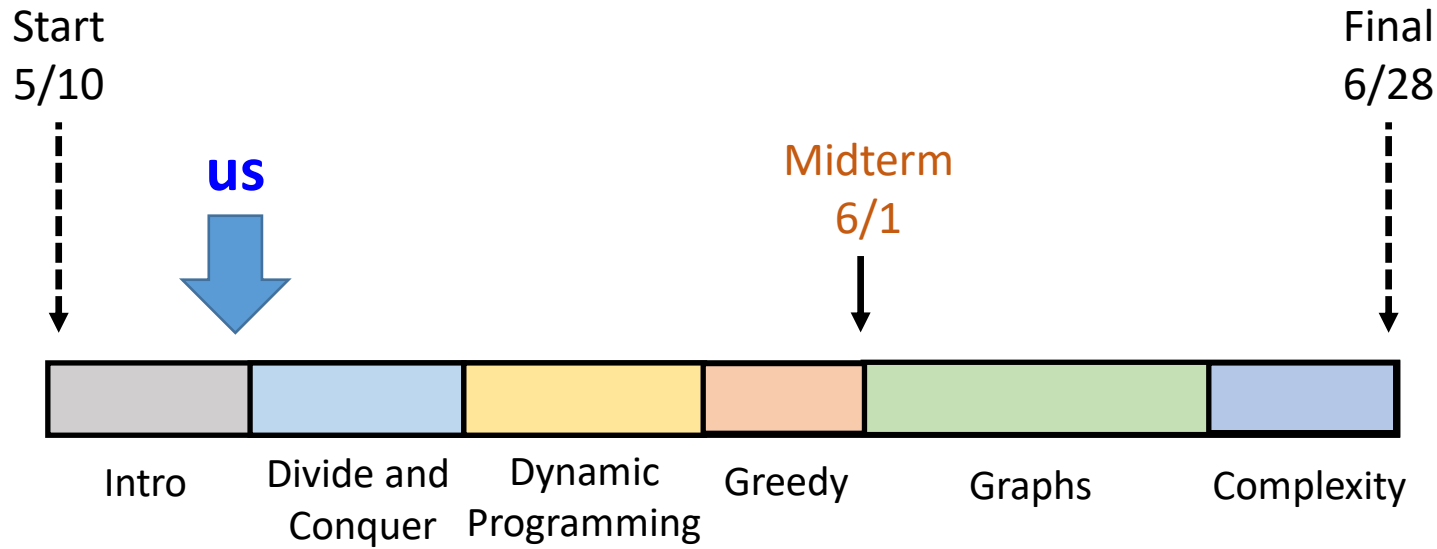 Start
5/10
Final
6/28
us
Midterm
6/1
Intro
Divide and
Conquer
Dynamic
Programming
Greedy
Graphs
Complexity